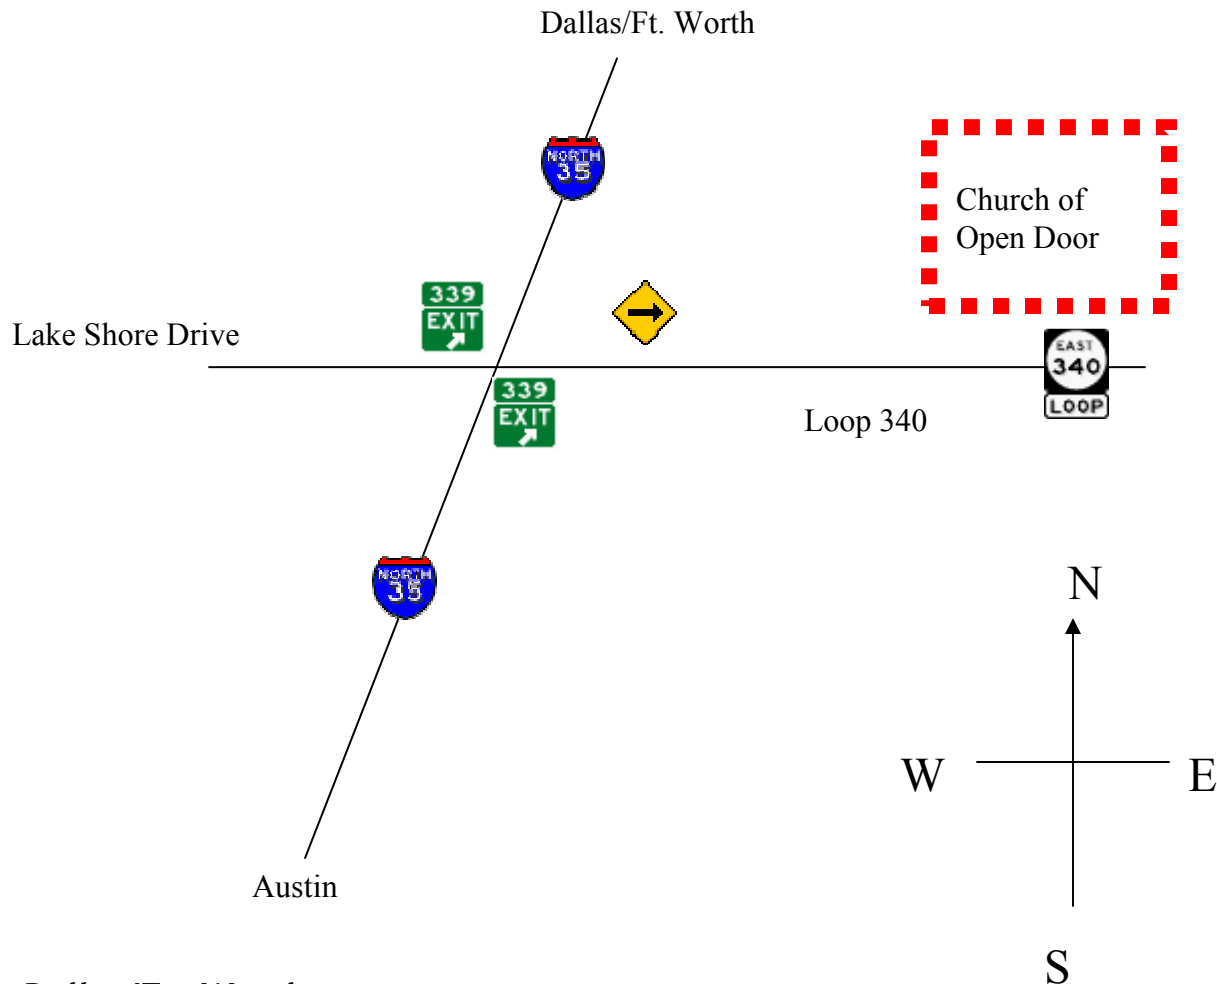 Dallas/Ft. Worth
NORTH
35
Church of
Open Door
339
EXIT
Lake Shore Drive
EAST
340
LOOP
339
EXIT
Loop 340
NORTH
35
N
W
E
Austin
S